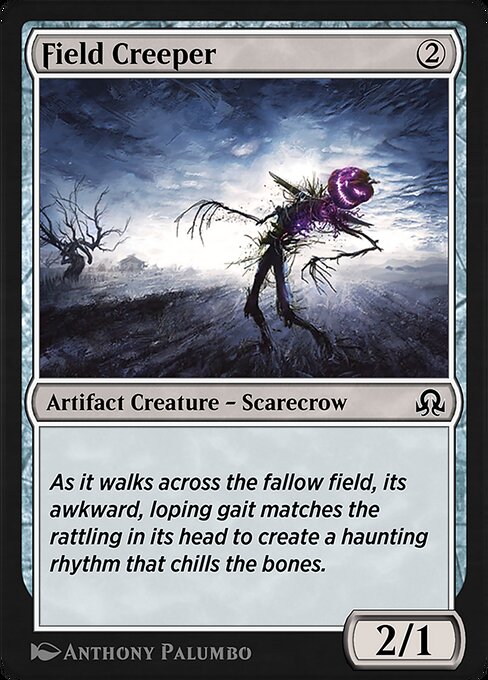 Field Creeper 2
Artifact Creature – Scarecrow
As it walks across the fallow field, its
awkward, loping gait matches the
rattling in its head to create a haunting
rhythm that chills the bones.
2/1
Anthony Palumbo